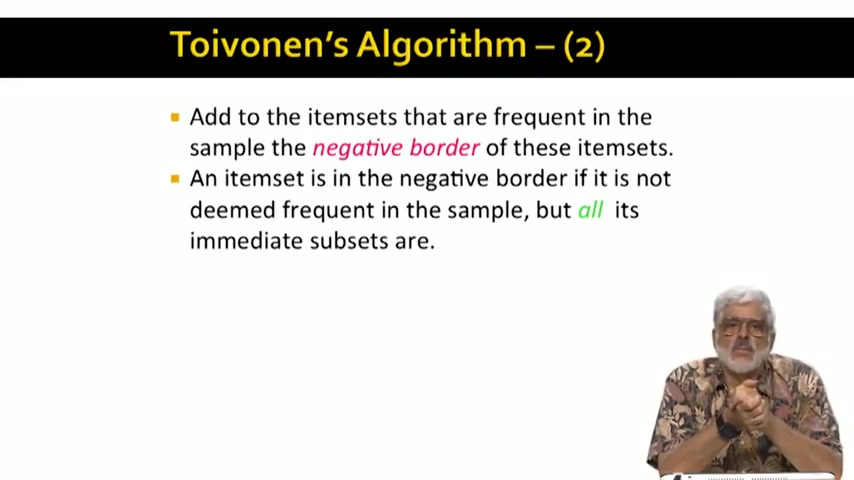 Toivonen's Algorithm – (2)
Add to the itemsets that are frequent in the
sample the negative border of these itemsets.
An itemset is in the negative border if it is not
deemed frequent in the sample, but all its
immediate subsets are.